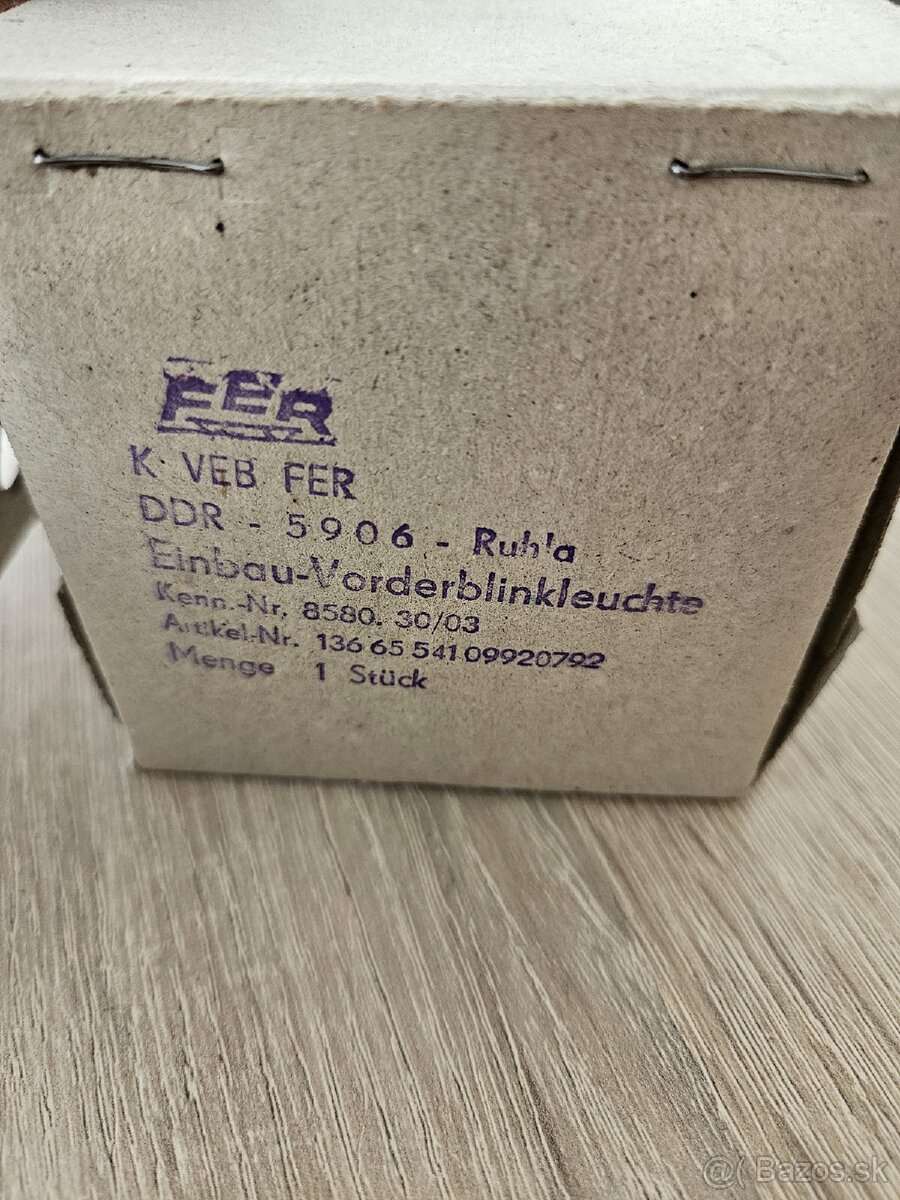 FER
K VEB FER
DDR - 5906 - Ruhla
Einbau-Vorderblinkleuchte
Kenn.-Nr. 8580. 30/03
Artikel-Nr. 136 65 541 09920792
Menge 1 Stück
@( Bazos.sk